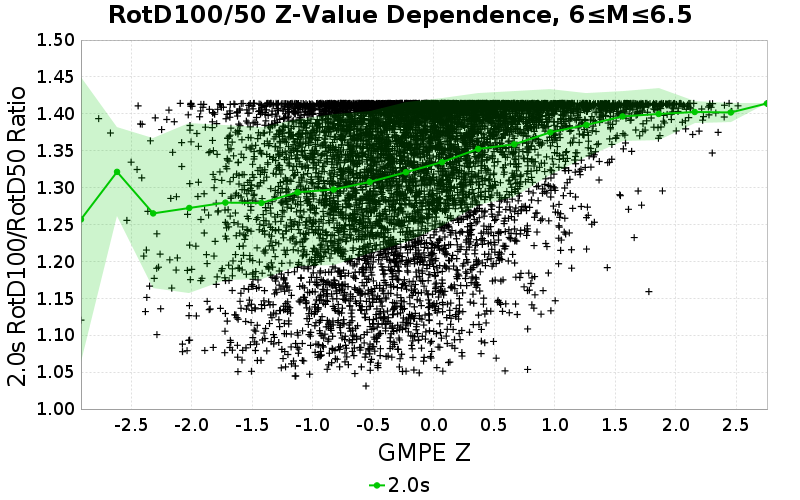 RotD100/50 Z-Value Dependence, 6≤M≤6.5
2.0s RotD100/RotD50 Ratio
1.50
1.45
1.40
1.35
1.30
1.25
1.20
1.15
1.10
1.05
1.00
-2.5 -2.0 -1.5 -1.0 -0.5 0.0 0.5 1.0 1.5 2.0 2.5
GMPE Z
2.0s